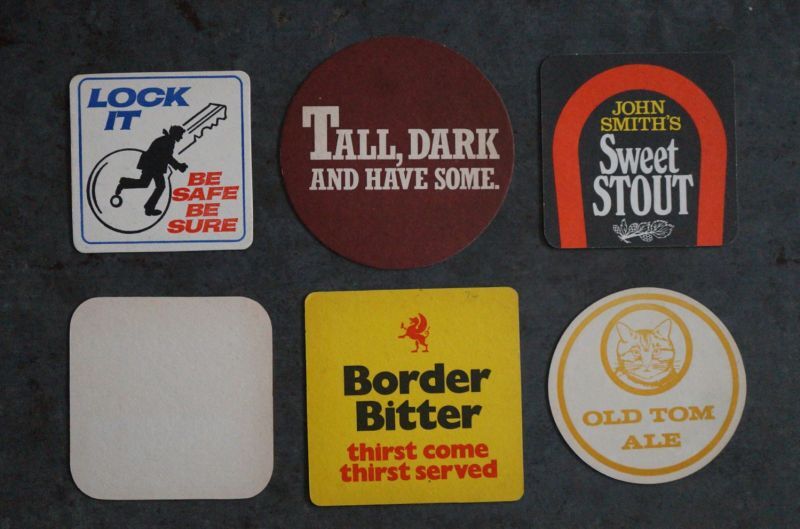 LOCK
IT
BE
SAFE
BE
SURE
TALL, DARK
AND HAVE SOME.
JOHN
SMITH'S
Sweet
STOUT
Border
Bitter
thirst come
thirst served
OLD TOM
ALE